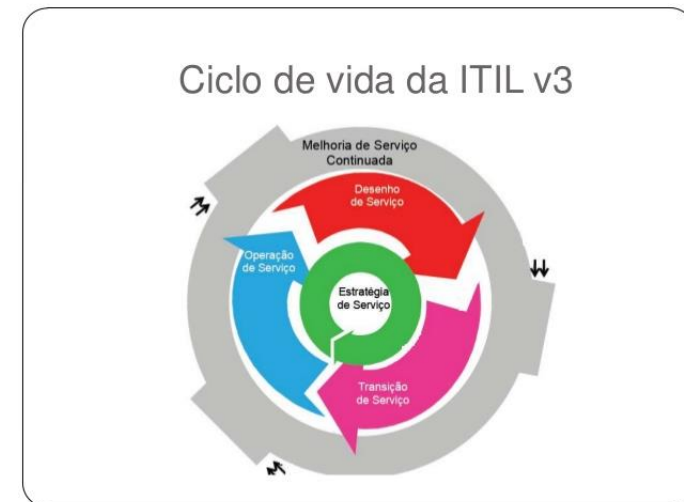 Ciclo de vida da ITIL v3
Melhoria de Serviço
Continuada
Desenho
de Serviço
Operação
de Serviço
Estratégia
de Serviço
Transição
de Serviço